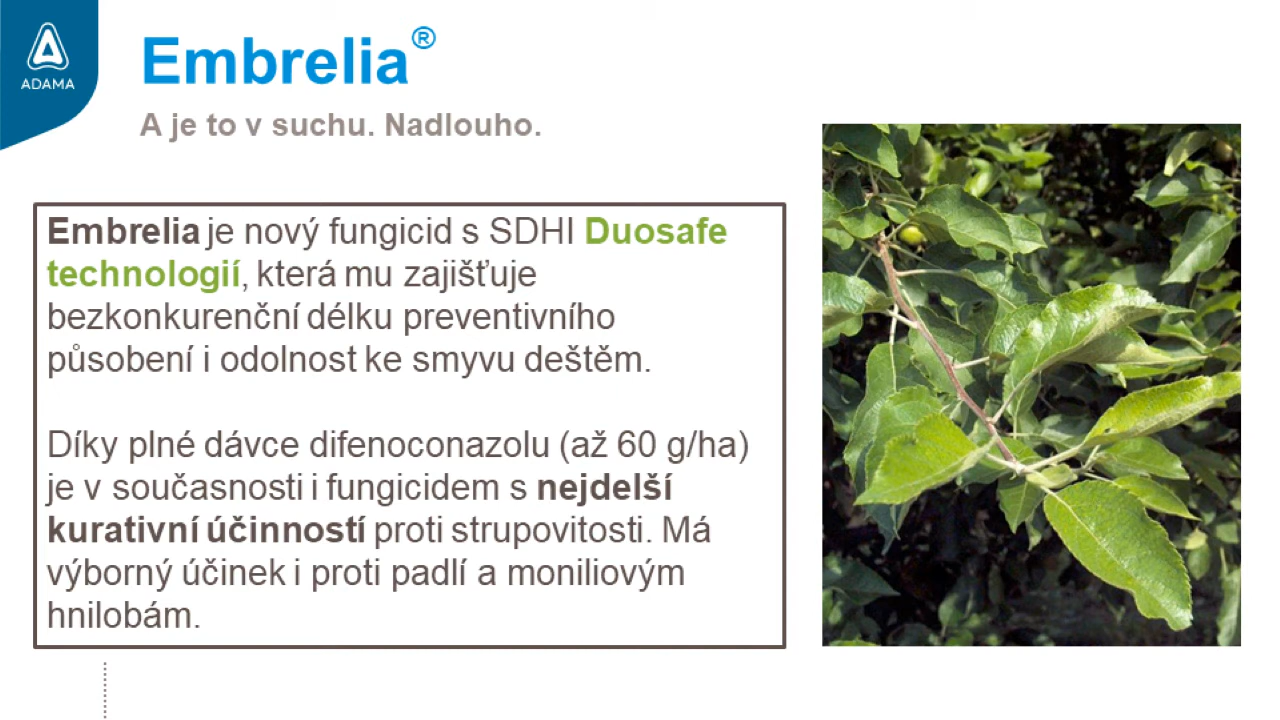 ADAMA
Embrelia®
A je to v suchu. Nadlouho.
Embrelia je nový fungicid s SDHI Duosafe
technologií, která mu zajišťuje
bezkonkurenční délku preventivního
působení i odolnost ke smyvu deštěm.
Díky plné dávce difenoconazolu (až 60 g/ha)
je v současnosti i fungicidem s nejdelší
kurativní účinností proti strupovitosti. Má
výborný účinek i proti padlí a moniliovým
hnilobám.